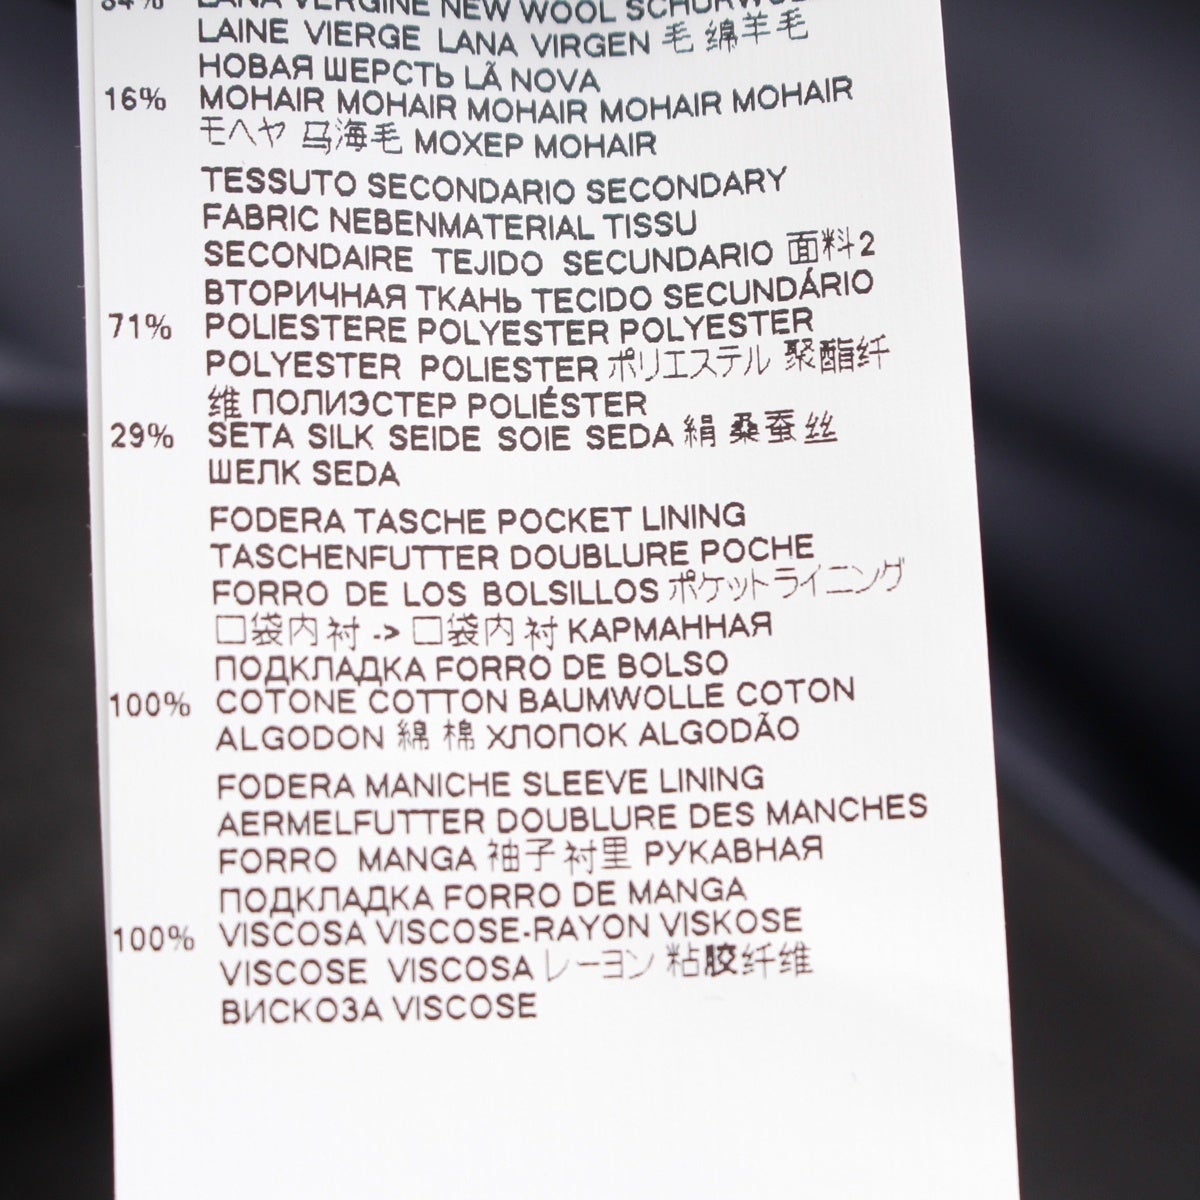 84% LANA VERGINE NEW WOOL
LAINE VIERGE LANA VIRGEN 毛 绵羊毛
НОВАЯ ШЕРСТЬ LÃ NOVA
16% MOHAIR MOHAIR MOHAIR MOHAIR MOHAIR
モヘヤ 马海毛 МОХЕР MOHAIR
TESSUTO SECONDARIO SECONDARY
FABRIC NEBENMATERIAL TISSU
SECONDAIRE TEJIDO SECUNDARIO 面料2
ВТОРИЧНАЯ ТКАНЬ TECIDO SECUNDÁRIO
71% POLIESTERE POLYESTER POLYESTER
POLYESTER POLIESTER ポリエステル 聚酯纤
维 ПОЛИЭСТЕР POLIÉSTER
29% SETA SILK SEIDE SOIE SEDA 絹 桑蚕丝
ШЕЛК SEDA
FODERA TASCHE POCKET LINING
TASCHENFUTTER DOUBLURE POCHE
FORRO DE LOS BOLSILLOS ポケットライニング
口袋内衬 -> 口袋内衬 КАРМАННАЯ
ПОДКЛАДКА FORRO DE BOLSO
100% COTONE COTTON BAUMWOLLE COTON
ALGODON 綿 棉 ХЛОПОК ALGODÃO
FODERA MANICHE SLEEVE LINING
AERMELFUTTER DOUBLURE DES MANCHES
FORRO MANGA 袖子衬里 РУКАВНАЯ
ПОДКЛАДКА FORRO DE MANGA
100% VISCOSA VISCOSE-RAYON VISKOSE
VISCOSE VISCOSA レーヨン 粘胶纤维
ВИСКОЗА VISCOSE